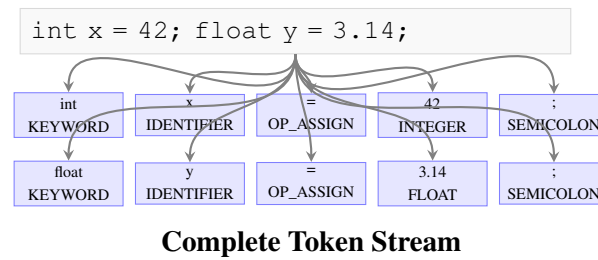 int x = 42; float y = 3.14;
int x = 42 ;
KEYWORD IDENTIFIER OP_ASSIGN INTEGER SEMICOLON
float y = 3.14 ;
KEYWORD IDENTIFIER OP_ASSIGN FLOAT SEMICOLON
Complete Token Stream